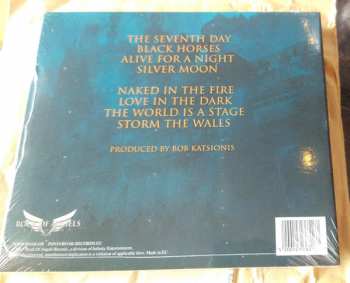 THE SEVENTH DAY
BLACK HORSES
ALIVE FOR A NIGHT
SILVER MOON
NAKED IN THE FIRE
LOVE IN THE DARK
THE WORLD IS A STAGE
STORM THE WALES
PRODUCED BY BOB KATSIONIS